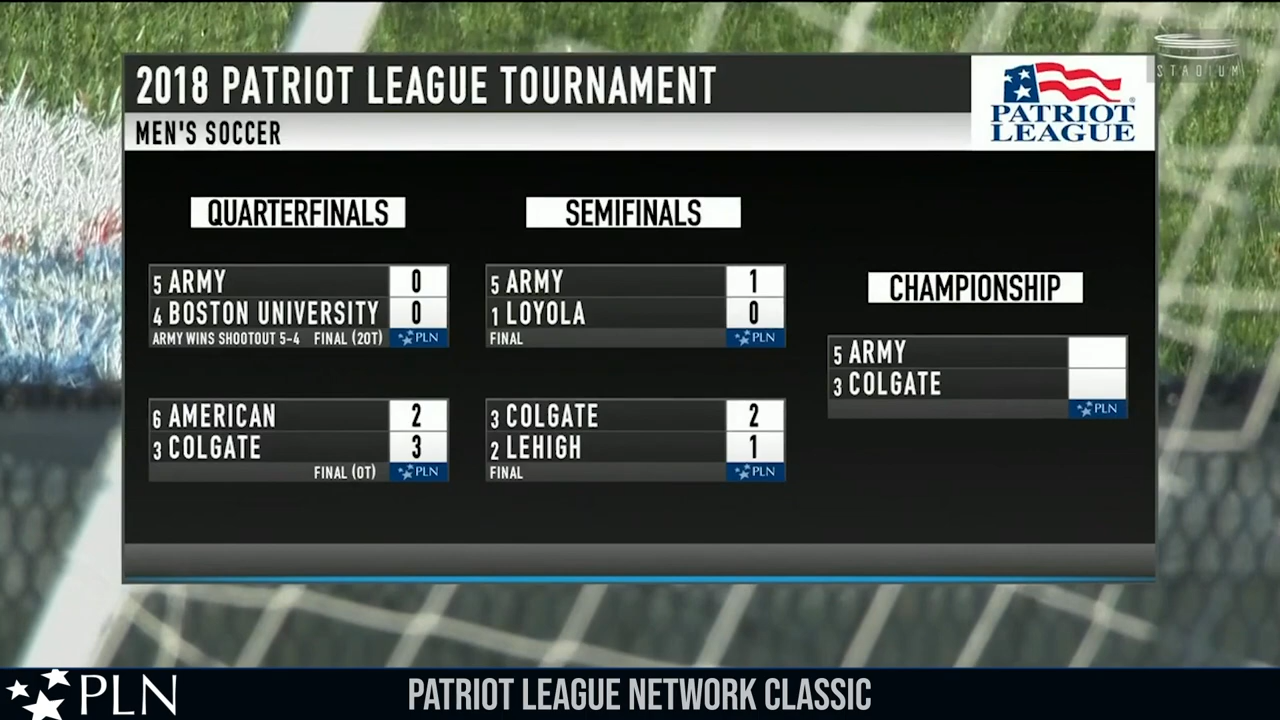 2018 PATRIOT LEAGUE TOURNAMENT
MEN'S SOCCER
PATRIOT
LEAGUE®
STADIUM
QUARTERFINALS
5 ARMY 0
4 BOSTON UNIVERSITY 0
ARMY WINS SHOOTOUT 5-4 FINAL (2OT) PLN
6 AMERICAN 2
3 COLGATE 3
FINAL (OT) PLN
SEMIFINALS
5 ARMY 1
1 LOYOLA 0
FINAL PLN
3 COLGATE 2
2 LEHIGH 1
FINAL PLN
CHAMPIONSHIP
5 ARMY
3 COLGATE
PLN
PLN
PATRIOT LEAGUE NETWORK CLASSIC